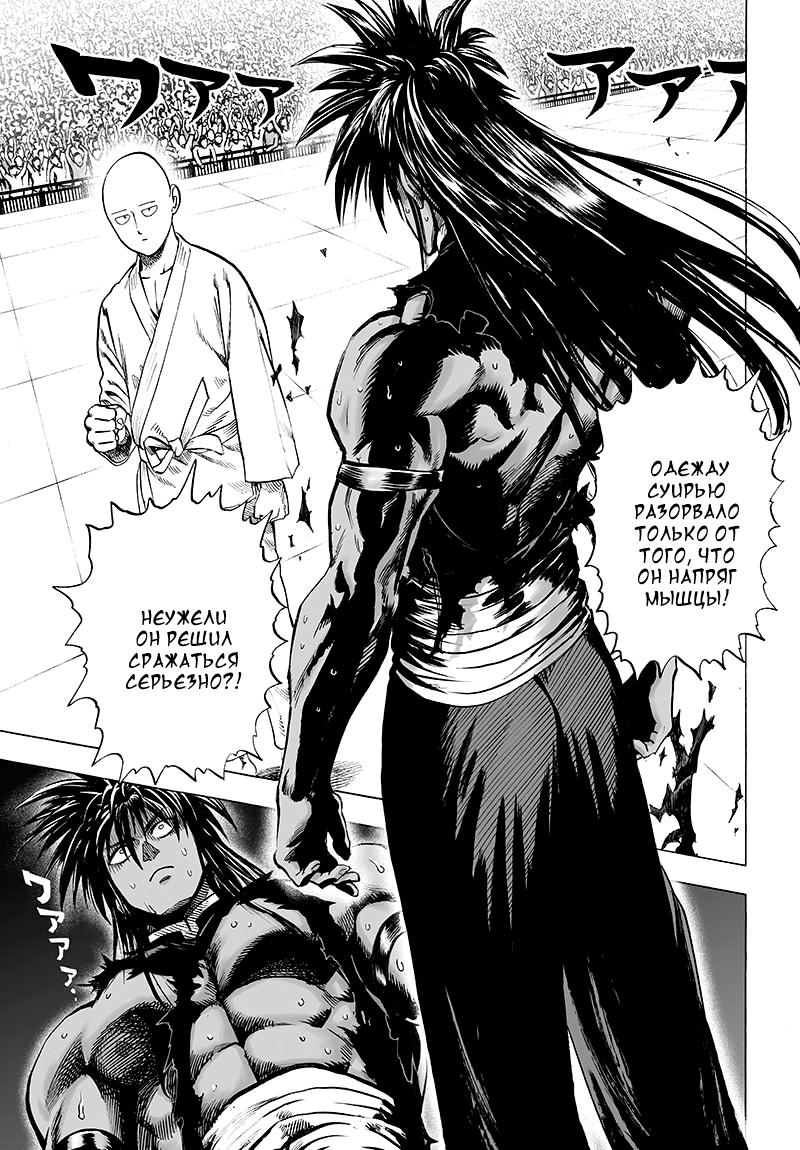 ワァァァ
ァァァ
ОДЕЖДУ
СУИРЬЮ
РАЗОРВАЛО
ТОЛЬКО ОТ
ТОГО, ЧТО
ОН НАПРЯГ
МЫШЦЫ!
НЕУЖЕЛИ
ОН РЕШИЛ
СРАЖАТЬСЯ
СЕРЬЕЗНО?!
ワァァァ..